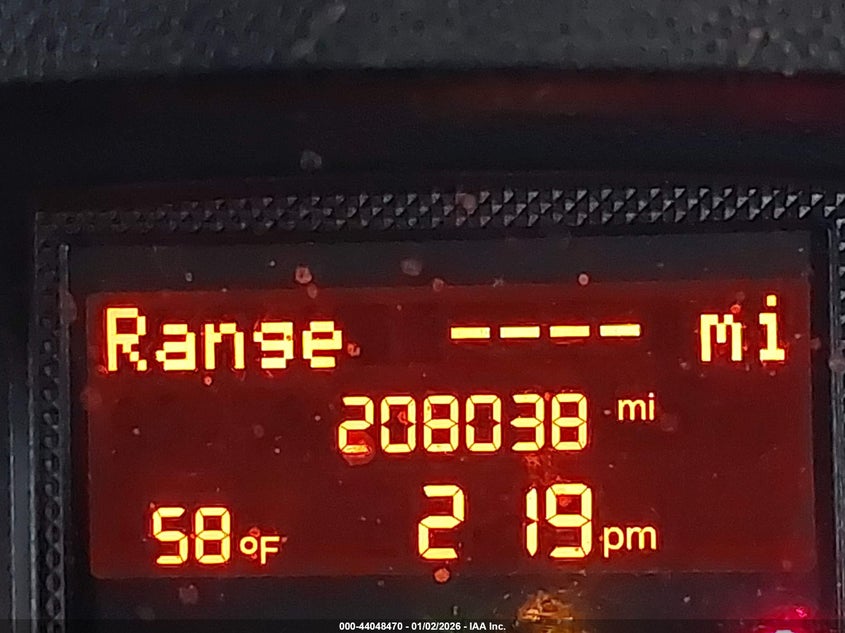 Range ---- mi
208038 mi
58°F 2 19 pm
000-44048470 - 01/02/2026 - IAA Inc.